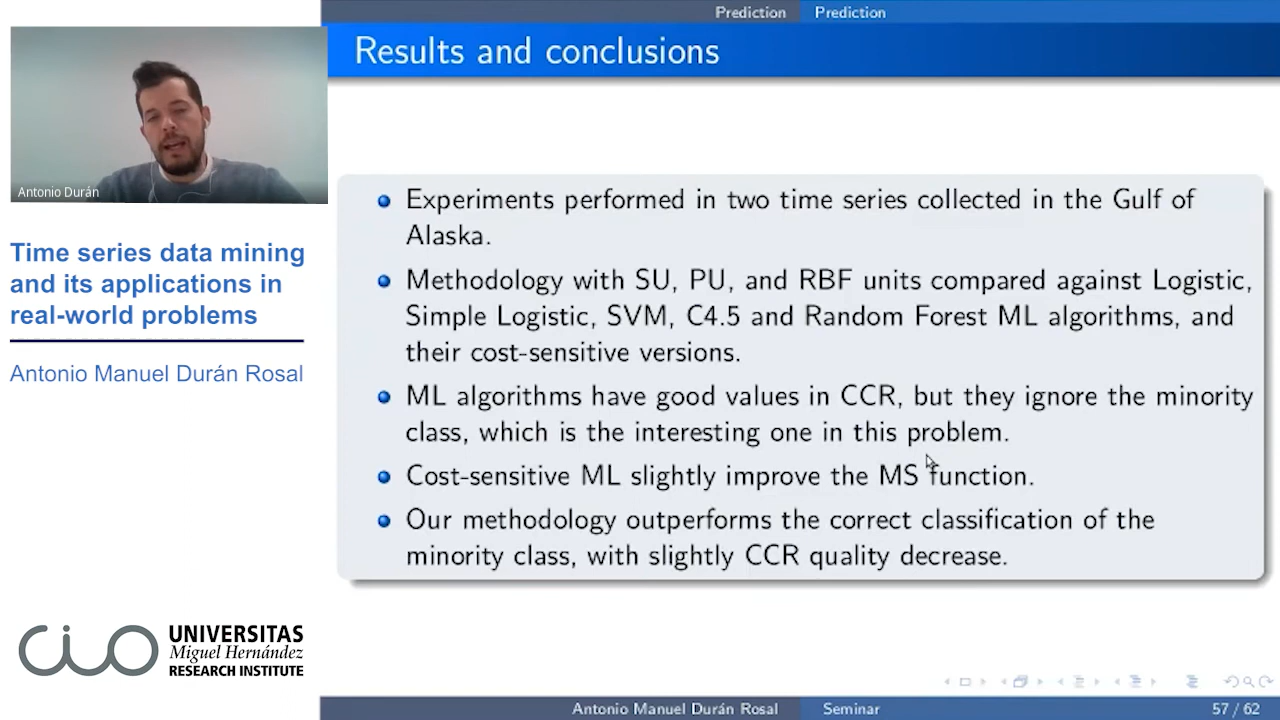 Prediction
Prediction
Results and conclusions
Antonio Durán
Time series data mining
and its applications in
real-world problems
Antonio Manuel Durán Rosal
Experiments performed in two time series collected in the Gulf of
Alaska.
Methodology with SU, PU, and RBF units compared against Logistic,
Simple Logistic, SVM, C4.5 and Random Forest ML algorithms, and
their cost-sensitive versions.
ML algorithms have good values in CCR, but they ignore the minority
class, which is the interesting one in this problem.
Cost-sensitive ML slightly improve the MS function.
Our methodology outperforms the correct classification of the
minority class, with slightly CCR quality decrease.
CIO
UNIVERSITAS
Miguel Hernández
RESEARCH INSTITUTE
Antonio Manuel Durán Rosal
Seminar
57 / 62